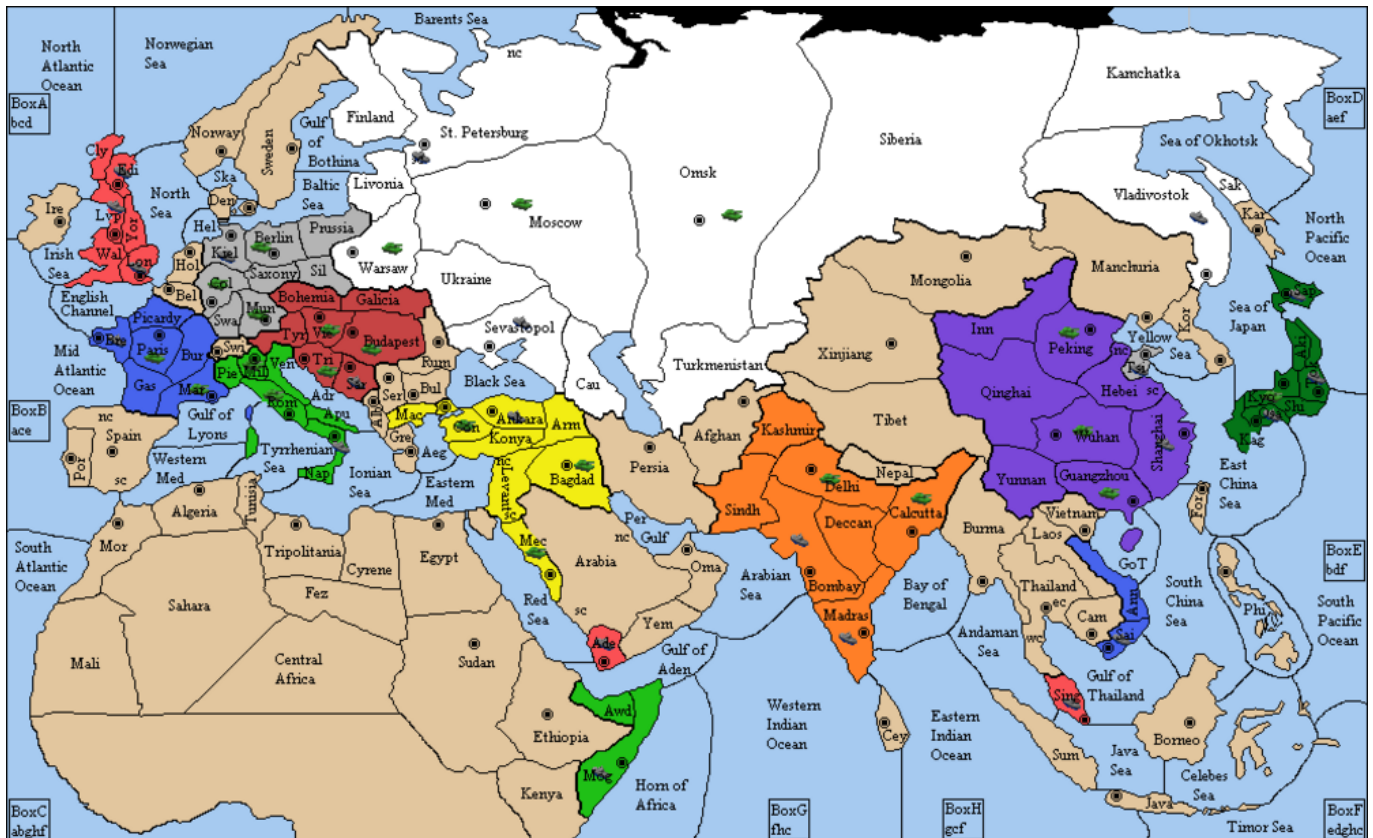 Barents Sea
North
Atlantic
Ocean
Norwegian
Sea
nc
Kamchatka
BoxA
bcd
BoxD
aef
Finland
Siberia
Norway
Sweden
Gulf
of
Bothina
St. Petersburg
Sea of Okhotsk
Cly
Edi
Omsk
Ska
Baltic
Sea
Livonia
Vladivostok
Sak
North
Sea
Den
Moscow
Kar
North
Pacific
Ocean
Ire
Lvp
Yor
Hel
Prussia
Kiel
Berlin
Irish
Sea
Wal
Lon
Hol
Saxony
Sil
Warsaw
Mongolia
Manchuria
Ukraine
English
Channel
Bel
Col
Mun
Swa
Bohemia
Galicia
Sap
Picardy
Sevastopol
Inn
Peking
Kor
Sea of
Japan
Bre
Paris
Tyr
Vie
Budapest
Yellow
Sea
Mid
Atlantic
Ocean
Bur
Swi
Rum
Xinjiang
nc
Tsi
Aki
Tri
Turkmenistan
Gas
Mar
Pie
Mil
Ven
Cau
Qinghai
Hebei
sc
Kyo
Shi
BoxB
ace
nc
Rom
Adr
Apu
Ser
Bul
Black Sea
Kag
Spain
Gulf of
Lyons
Mac
Con
Ankara
Arm
Afghan
Kashmir
Tibet
Wuhan
Shanghai
Por
sc
Western
Med
Tyrrhenian
Sea
Gre
Konya
Persia
Nepal
Yunnan
Guangzhou
East
China
Sea
Nap
Ionian
Sea
Aeg
Eastern
Med
nc
Levant
sc
Bagdad
Delhi
Sindh
Algeria
Tunisia
Calcutta
Vietnam
For
South
Atlantic
Ocean
Mor
Tripolitania
Egypt
Mec
Per
Gulf
nc
Deccan
Burma
Laos
BoxE
bdf
Cyrene
Arabia
Oma
Arabian
Sea
Bombay
Bay of
Bengal
Thailand
ec
GoT
South
China
Sea
Ann
Phi
South
Pacific
Ocean
Sahara
Fez
Red
Sea
sc
Yem
Madras
Andaman
Sea
wc
Cam
Sai
Mali
Central
Africa
Sudan
Ade
Gulf of
Aden
Gulf of
Thailand
Awd
Sing
Western
Indian
Ocean
Cey
Eastern
Indian
Ocean
Ethiopia
Sum
Java
Sea
Borneo
Mog
Celebes
Sea
Kenya
Horn of
Africa
Java
BoxC
abghf
BoxG
fhc
BoxH
gcf
Timor Sea
BoxF
edghc